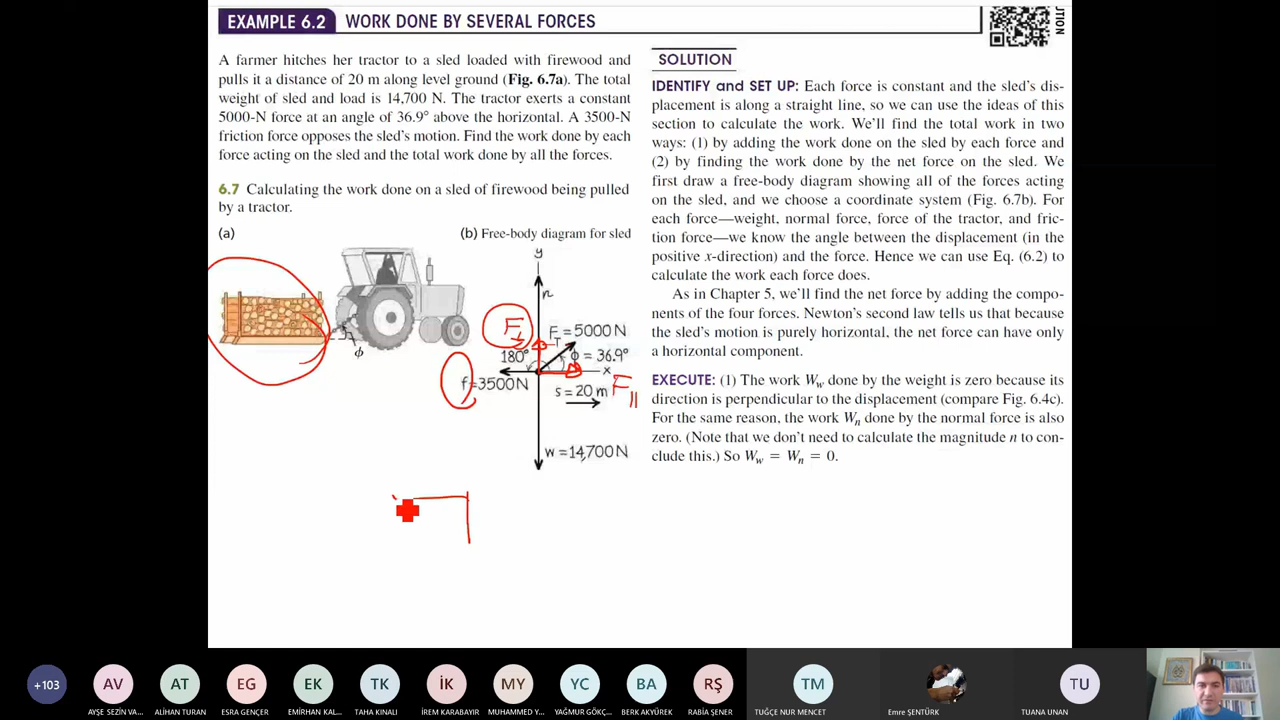 EXAMPLE 6.2 WORK DONE BY SEVERAL FORCES
A farmer hitches her tractor to a sled loaded with firewood and
pulls it a distance of 20 m along level ground (Fig. 6.7a). The total
weight of sled and load is 14,700 N. The tractor exerts a constant
5000-N force at an angle of 36.9° above the horizontal. A 3500-N
friction force opposes the sled's motion. Find the work done by each
force acting on the sled and the total work done by all the forces.
6.7 Calculating the work done on a sled of firewood being pulled
by a tractor.
(a)
ϕ
(b) Free-body diagram for sled
y
n
F⊥
F_T = 5000 N
180°
ϕ = 36.9°
x
f = 3500 N
s = 20 m
F||
w = 14,700 N
SOLUTION
IDENTIFY and SET UP: Each force is constant and the sled's dis-
placement is along a straight line, so we can use the ideas of this
section to calculate the work. We'll find the total work in two
ways: (1) by adding the work done on the sled by each force and
(2) by finding the work done by the net force on the sled. We
first draw a free-body diagram showing all of the forces acting
on the sled, and we choose a coordinate system (Fig. 6.7b). For
each force—weight, normal force, force of the tractor, and fric-
tion force—we know the angle between the displacement (in the
positive x-direction) and the force. Hence we can use Eq. (6.2) to
calculate the work each force does.
As in Chapter 5, we'll find the net force by adding the compo-
nents of the four forces. Newton's second law tells us that because
the sled's motion is purely horizontal, the net force can have only
a horizontal component.
EXECUTE: (1) The work W_w done by the weight is zero because its
direction is perpendicular to the displacement (compare Fig. 6.4c).
For the same reason, the work W_n done by the normal force is also
zero. (Note that we don't need to calculate the magnitude n to con-
clude this.) So W_w = W_n = 0.
+103
AV
AT
EG
EK
TK
İK
MY
YC
BA
RŞ
TM
TU
AYŞE SEZİN VA...
ALİHAN TURAN
ESRA GENÇER
EMİRHAN KAL...
TAHA KINALI
İREM KARABAYIR
MUHAMMED Y...
YAĞMUR GÖKÇ...
BERK AKYÜREK
RABİA ŞENER
TUĞÇE NUR MENCET
Emre ŞENTÜRK
TUANA UNAN